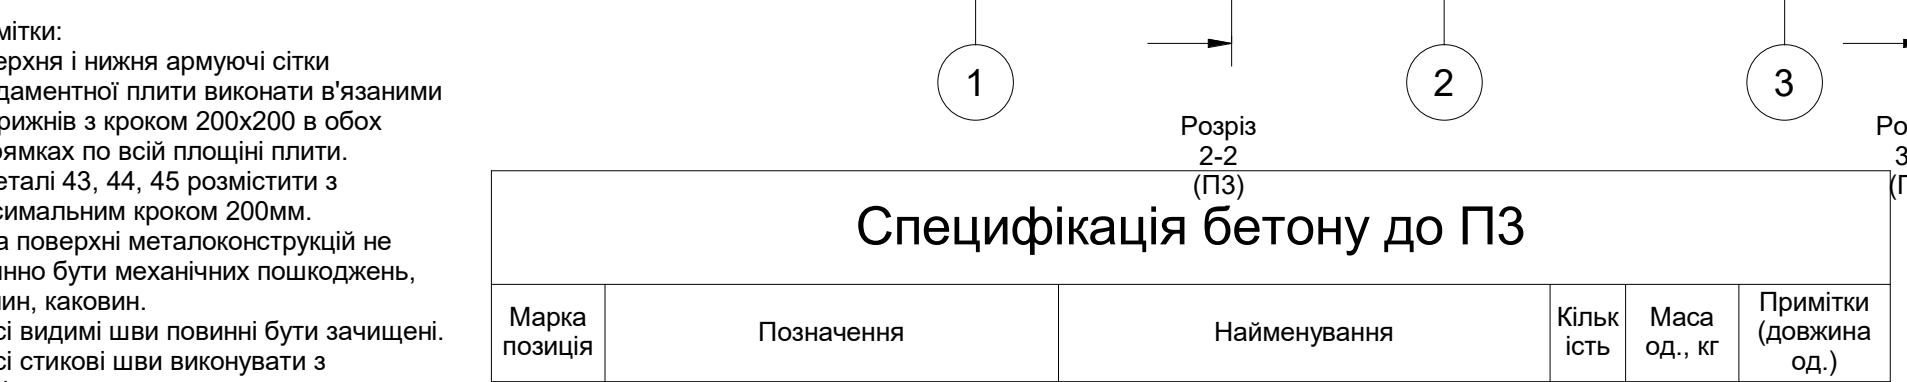 мітки:
ерхня і нижня армуючі сітки
даментної плити виконати в'язаними
рижнів з кроком 200х200 в обох
рямках по всій площіні плити.
еталі 43, 44, 45 розмістити з
симальним кроком 200мм.
а поверхні металоконструкцій не
нно бути механічних пошкоджень,
ин, каковин.
сі видимі шви повинні бути зачищені.
сі стикові шви виконувати з
1
2
3
Розріз
2-2
(П3)
Ро
3
(П
Специфікація бетону до П3
Марка
позиція
Позначення
Найменування
Кільк
ість
Маса
од., кг
Примітки
(довжина
од.)